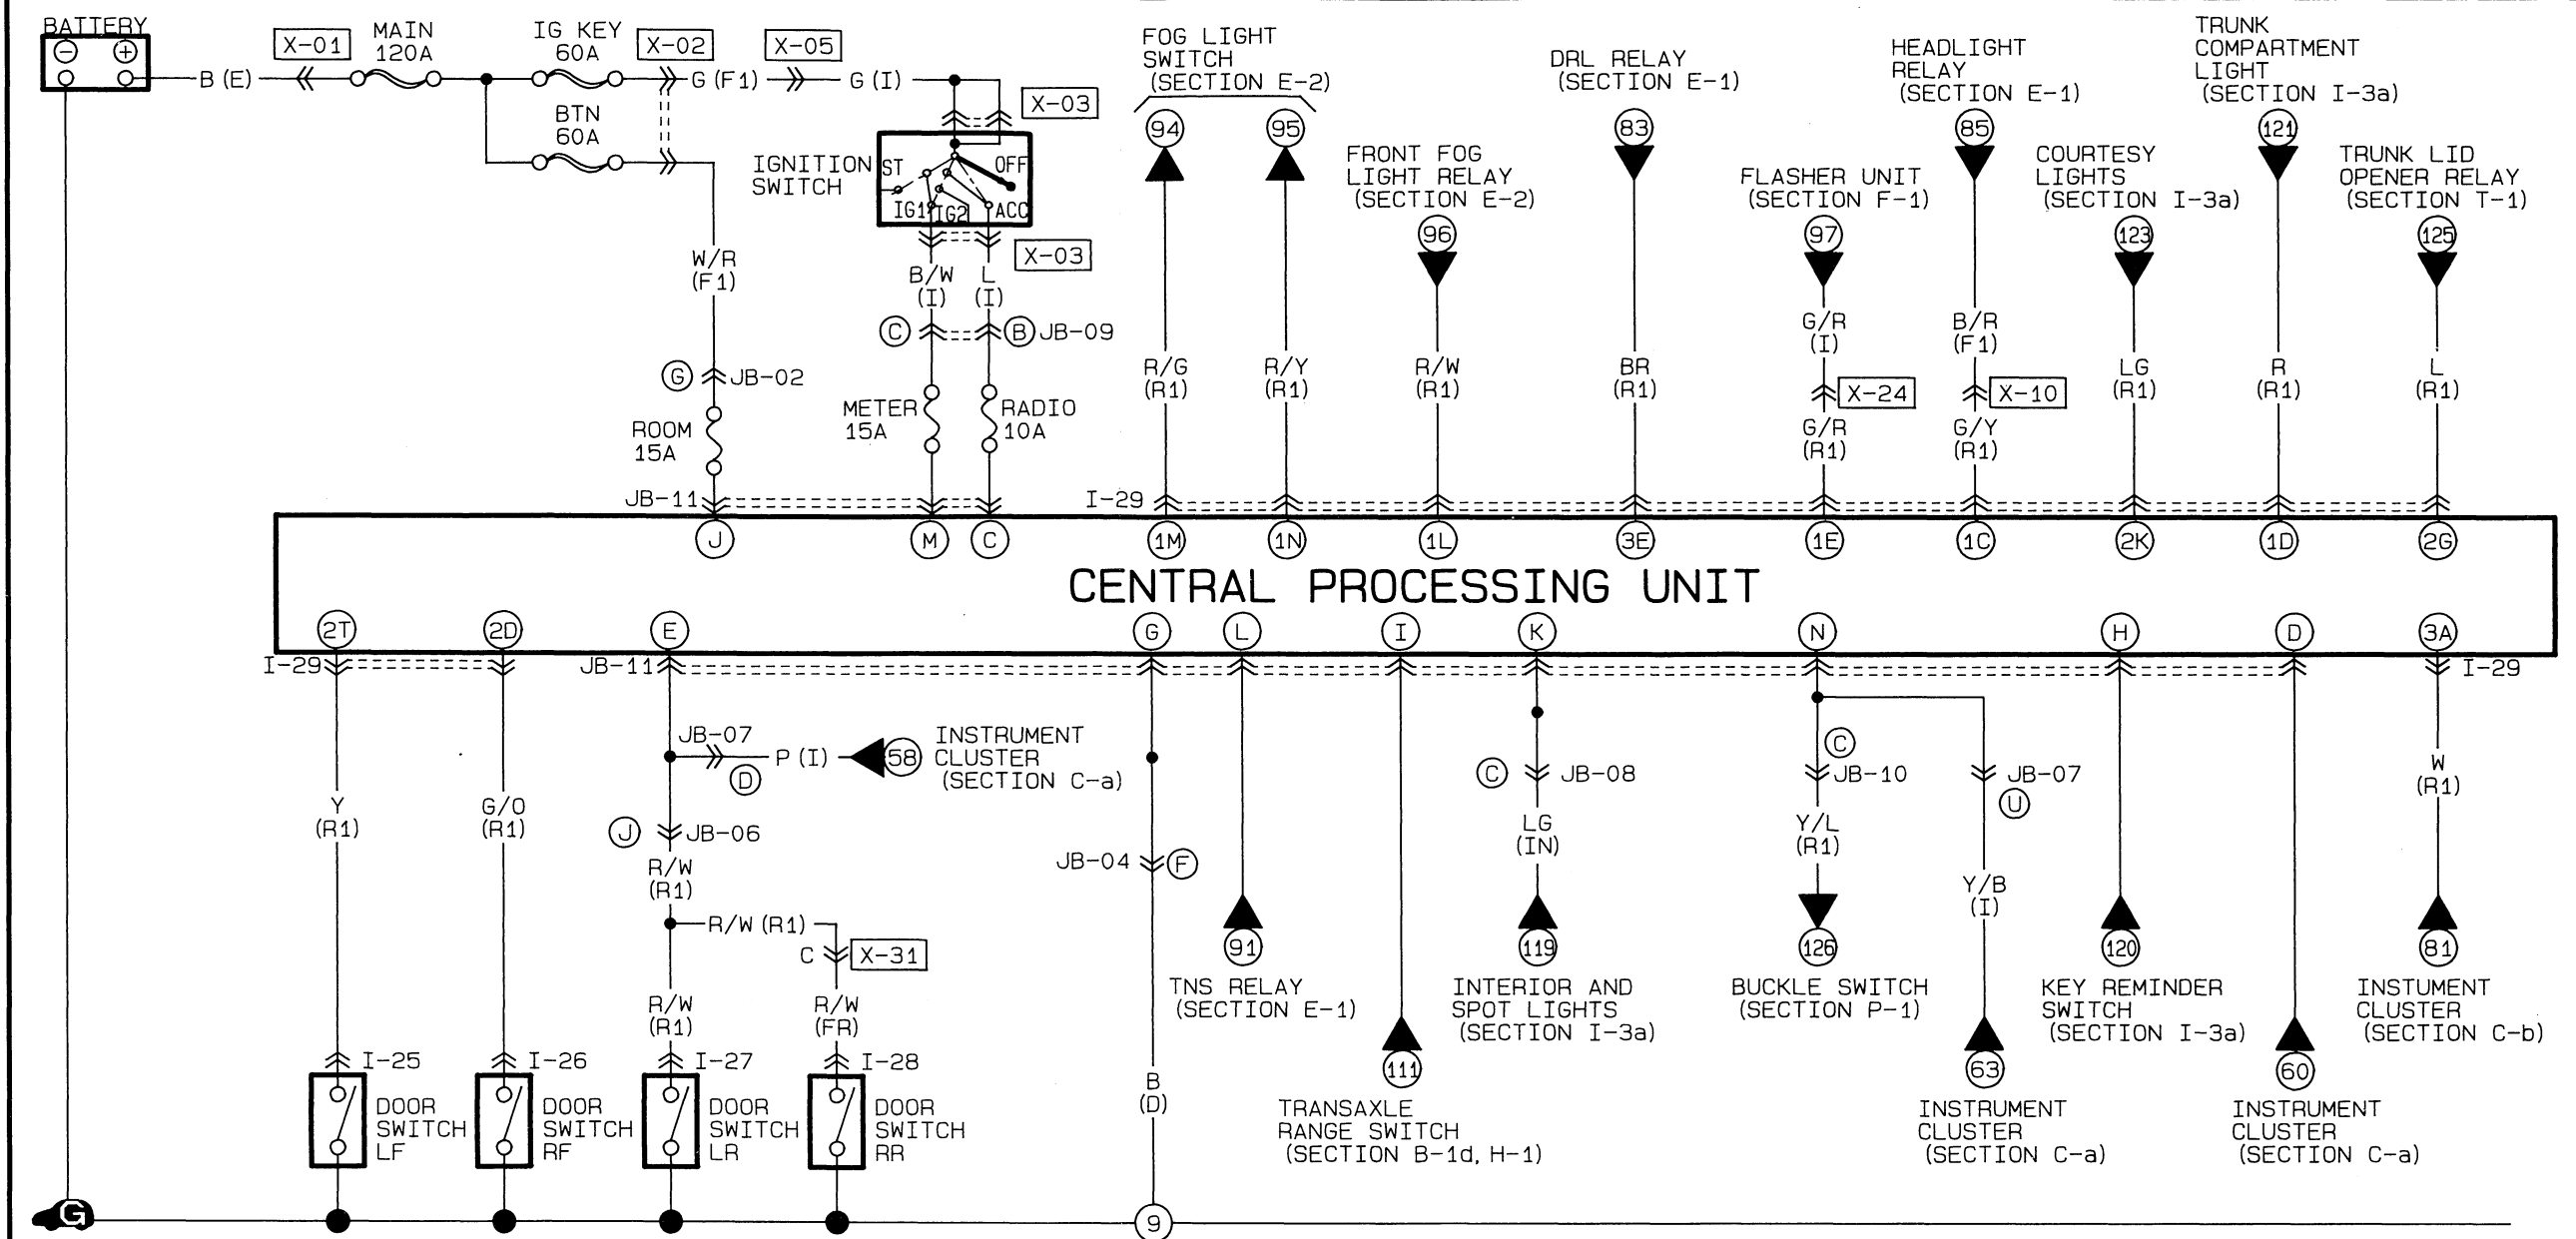 BATTERY
B (E)
X-01
MAIN
120A
IG KEY
60A
X-02
G (F1)
X-05
G (I)
X-03
BTN
60A
IGNITION
SWITCH
ST
OFF
IG1
IG2
ACC
X-03
W/R
(F1)
B/W
(I)
L
(I)
C
B
JB-09
G
JB-02
ROOM
15A
METER
15A
RADIO
10A
JB-11
FOG LIGHT
SWITCH
(SECTION E-2)
94
95
FRONT FOG
LIGHT RELAY
(SECTION E-2)
96
DRL RELAY
(SECTION E-1)
83
FLASHER UNIT
(SECTION F-1)
97
HEADLIGHT
RELAY
(SECTION E-1)
85
COURTESY
LIGHTS
(SECTION I-3a)
123
TRUNK
COMPARTMENT
LIGHT
(SECTION I-3a)
121
TRUNK LID
OPENER RELAY
(SECTION T-1)
125
R/G
(R1)
R/Y
(R1)
R/W
(R1)
BR
(R1)
G/R
(I)
X-24
G/R
(R1)
B/R
(F1)
X-10
G/Y
(R1)
LG
(R1)
R
(R1)
L
(R1)
I-29
J
M
C
1M
1N
1L
3E
1E
1C
2K
1D
2G
CENTRAL PROCESSING UNIT
2T
2D
E
G
L
I
K
N
H
D
3A
I-29
JB-11
I-29
JB-07
D
P (I)
58
INSTRUMENT
CLUSTER
(SECTION C-a)
Y
(R1)
G/O
(R1)
J
JB-06
R/W
(R1)
R/W (R1)
C
X-31
R/W
(R1)
R/W
(FR)
I-25
I-26
I-27
I-28
DOOR
SWITCH
LF
DOOR
SWITCH
RF
DOOR
SWITCH
LR
DOOR
SWITCH
RR
JB-04
F
B
(D)
9
91
TNS RELAY
(SECTION E-1)
111
TRANSAXLE
RANGE SWITCH
(SECTION B-1d, H-1)
C
JB-08
LG
(IN)
119
INTERIOR AND
SPOT LIGHTS
(SECTION I-3a)
C
JB-10
Y/L
(R1)
126
BUCKLE SWITCH
(SECTION P-1)
JB-07
U
Y/B
(I)
63
INSTRUMENT
CLUSTER
(SECTION C-a)
120
KEY REMINDER
SWITCH
(SECTION I-3a)
60
INSTRUMENT
CLUSTER
(SECTION C-a)
W
(R1)
81
INSTUMENT
CLUSTER
(SECTION C-b)
G